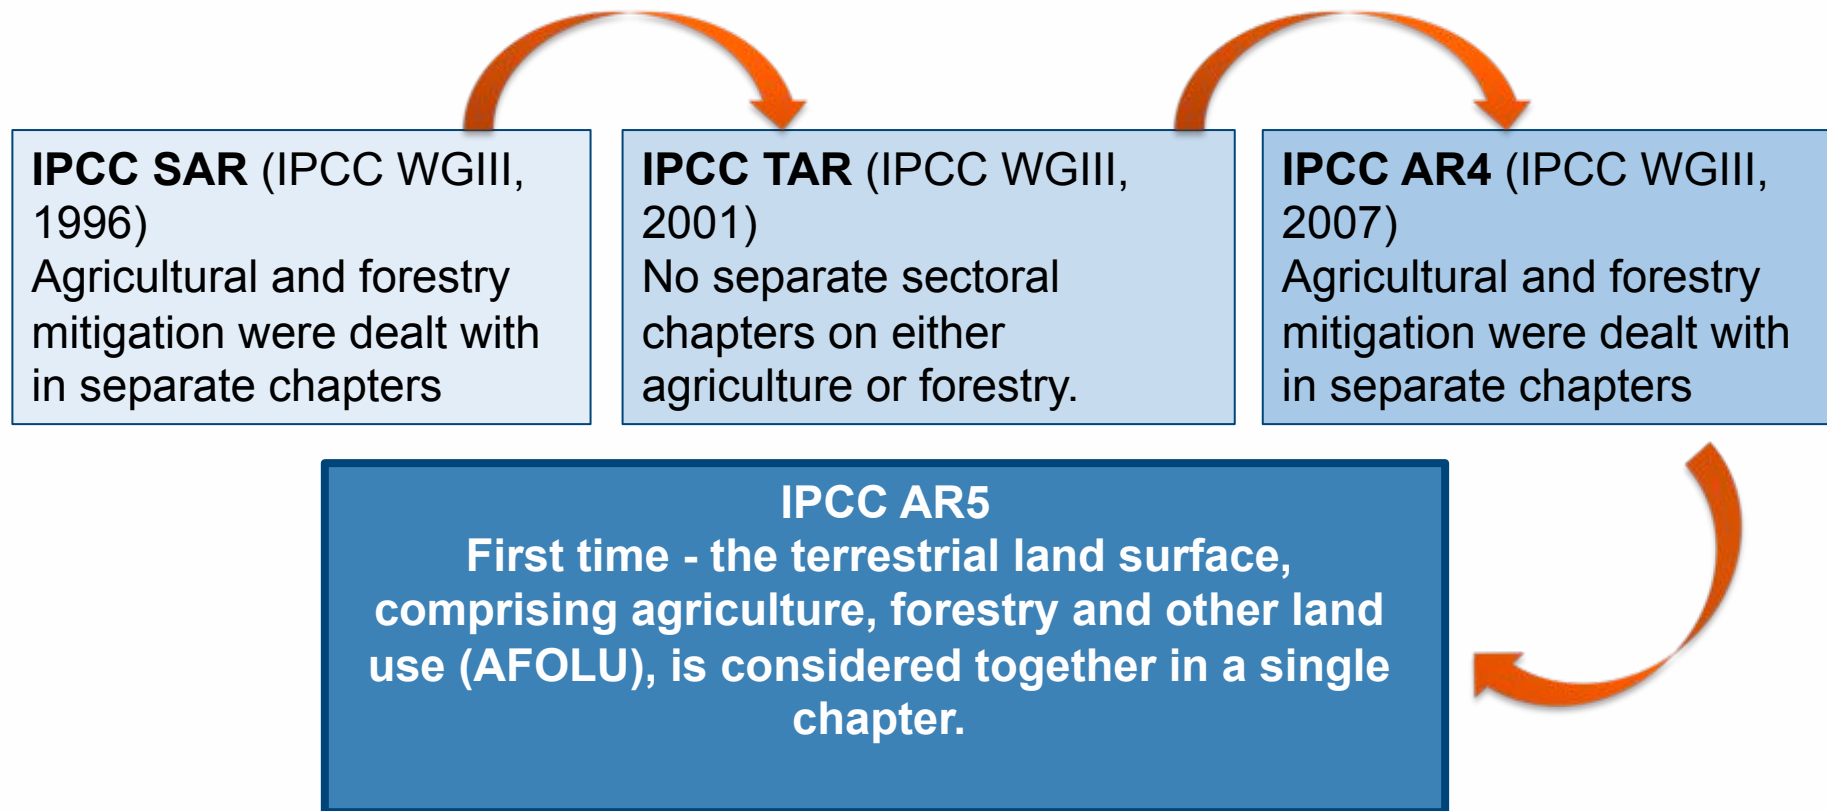 IPCC SAR (IPCC WGIII,
1996)
Agricultural and forestry
mitigation were dealt with
in separate chapters
IPCC TAR (IPCC WGIII,
2001)
No separate sectoral
chapters on either
agriculture or forestry.
IPCC AR4 (IPCC WGIII,
2007)
Agricultural and forestry
mitigation were dealt with
in separate chapters
IPCC AR5
First time - the terrestrial land surface,
comprising agriculture, forestry and other land
use (AFOLU), is considered together in a single
chapter.